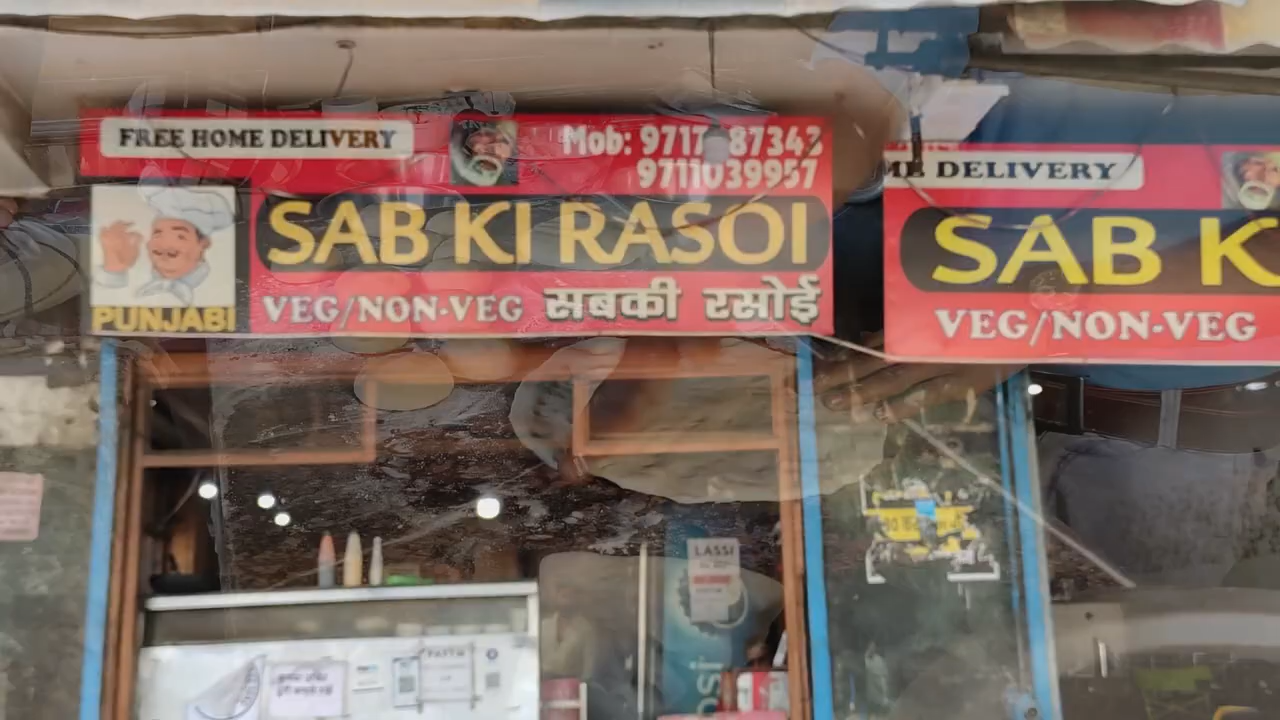 FREE HOME DELIVERY
Mob: 9717 87343
9711039957
SAB KI RASOI
PUNJABI
VEG/NON-VEG सबकी रसोई
DELIVERY
SAB K
VEG/NON-VEG
LASSI